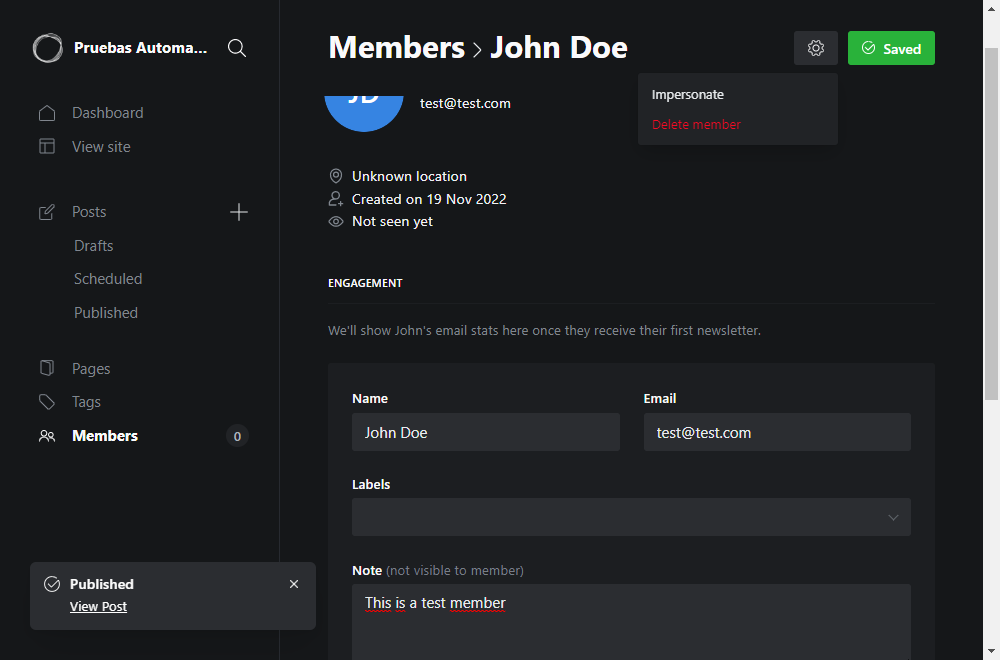 Pruebas Automa...
Dashboard
View site
Posts
Drafts
Scheduled
Published
Pages
Tags
Members
0
Published
View Post
Members > John Doe
Saved
Impersonate
Delete member
JD
test@test.com
Unknown location
Created on 19 Nov 2022
Not seen yet
ENGAGEMENT
We'll show John's email stats here once they receive their first newsletter.
Name
John Doe
Email
test@test.com
Labels
Note (not visible to member)
This is a test member